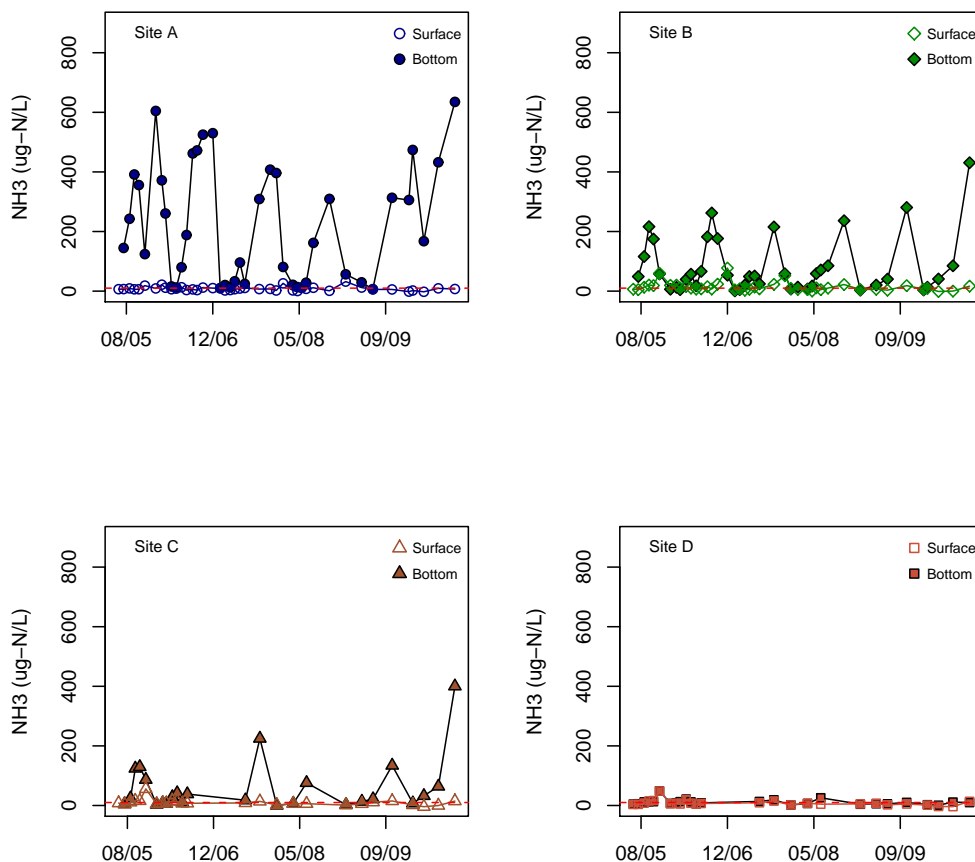 Site A
Surface
Bottom
NH3 (ug−N/L)
800
600
400
200
0
08/05 12/06 05/08 09/09
Site B
Surface
Bottom
NH3 (ug−N/L)
800
600
400
200
0
08/05 12/06 05/08 09/09
Site C
Surface
Bottom
NH3 (ug−N/L)
800
600
400
200
0
08/05 12/06 05/08 09/09
Site D
Surface
Bottom
NH3 (ug−N/L)
800
600
400
200
0
08/05 12/06 05/08 09/09